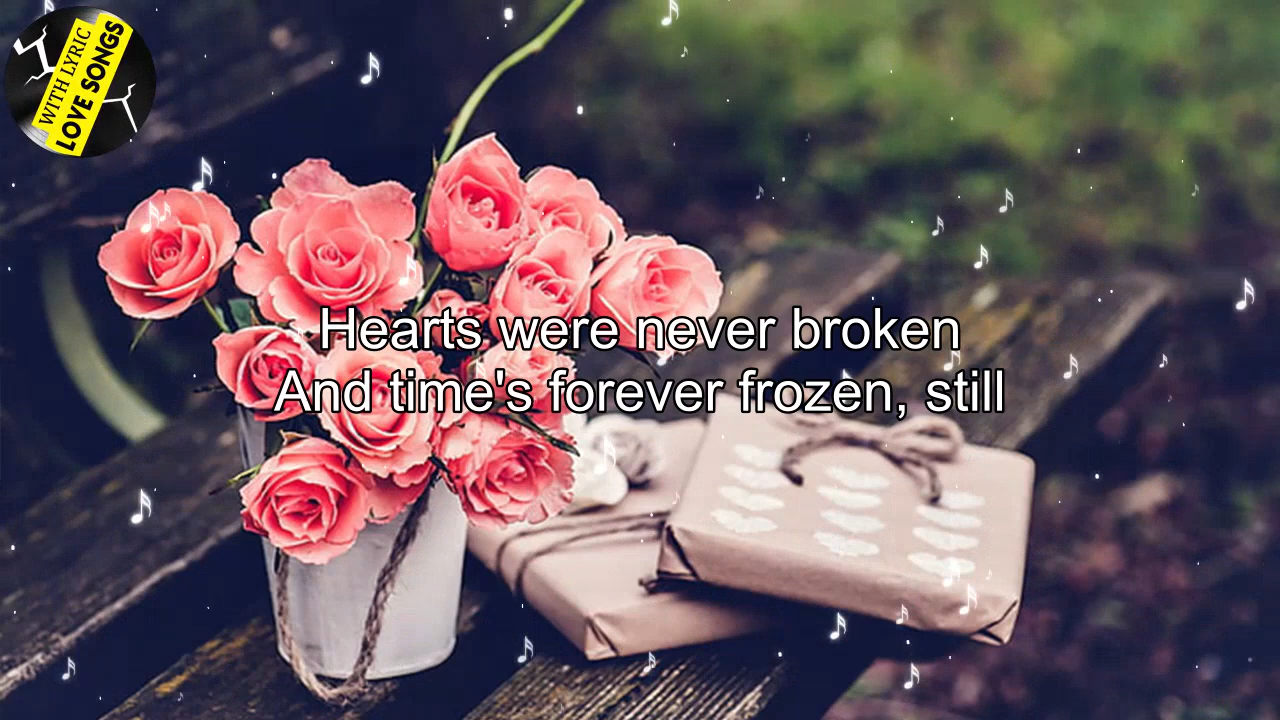 WITH LYRIC
LOVE SONGS
Hearts were never broken
And time's forever frozen, still